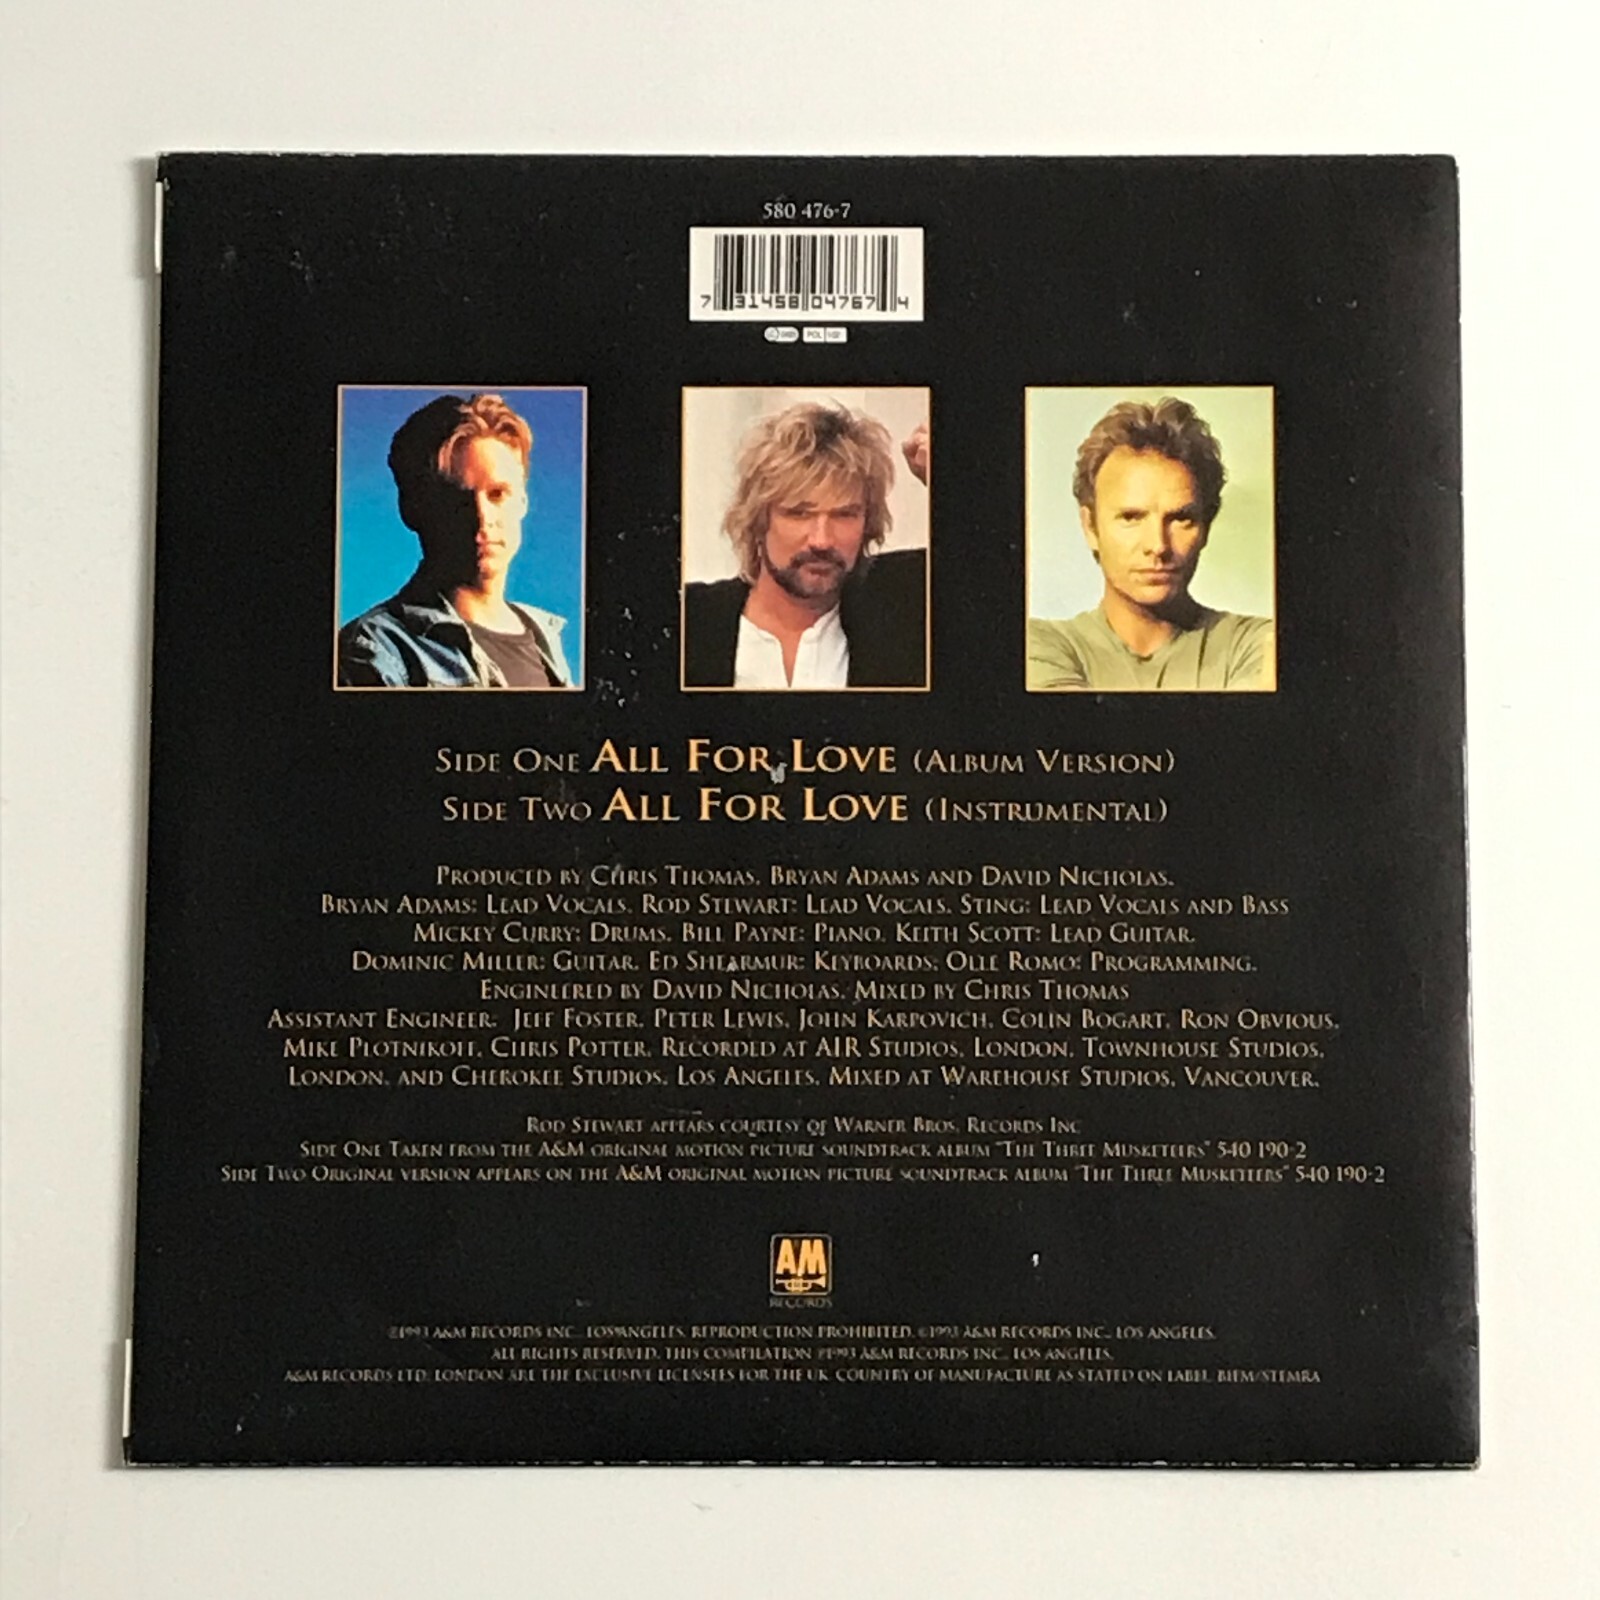 580 476-7
7 31458 04767 4
SIDE ONE ALL FOR LOVE (ALBUM VERSION)
SIDE TWO ALL FOR LOVE (INSTRUMENTAL)
PRODUCED BY CHRIS THOMAS, BRYAN ADAMS AND DAVID NICHOLAS.
BRYAN ADAMS: LEAD VOCALS, ROD STEWART: LEAD VOCALS, STING: LEAD VOCALS AND BASS
MICKEY CURRY: DRUMS, BILL PAYNE: PIANO, KEITH SCOTT: LEAD GUITAR,
DOMINIC MILLER: GUITAR, ED SHEARMUR: KEYBOARDS, OLLE ROMO: PROGRAMMING.
ENGINEERED BY DAVID NICHOLAS, MIXED BY CHRIS THOMAS
ASSISTANT ENGINEER: JEFF FOSTER, PETER LEWIS, JOHN KARPOVICH, COLIN BOGART, RON OBVIOUS,
MIKE PLOTNIKOFF, CHRIS POTTER, RECORDED AT AIR STUDIOS, LONDON, TOWNHOUSE STUDIOS,
LONDON, AND CHEROKEE STUDIOS, LOS ANGELES, MIXED AT WAREHOUSE STUDIOS, VANCOUVER.
ROD STEWART APPEARS COURTESY OF WARNER BROS. RECORDS INC
SIDE ONE TAKEN FROM THE A&M ORIGINAL MOTION PICTURE SOUNDTRACK ALBUM "THE THREE MUSKETEERS" 540 190-2
SIDE TWO ORIGINAL VERSION APPEARS ON THE A&M ORIGINAL MOTION PICTURE SOUNDTRACK ALBUM "THE THREE MUSKETEERS" 540 190-2
A&M
RECORDS
℗1993 A&M RECORDS INC., LOS ANGELES. REPRODUCTION PROHIBITED. ©1993 A&M RECORDS INC., LOS ANGELES.
ALL RIGHTS RESERVED. THIS COMPILATION ℗1993 A&M RECORDS INC., LOS ANGELES.
A&M RECORDS LTD. LONDON ARE THE EXCLUSIVE LICENSEES FOR THE UK. COUNTRY OF MANUFACTURE AS STATED ON LABEL. BIEM/STEMRA